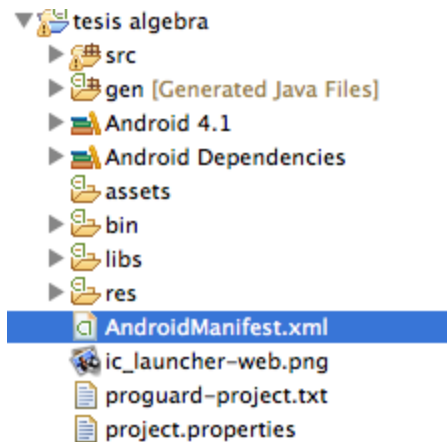 tesis algebra
src
gen [Generated Java Files]
Android 4.1
Android Dependencies
assets
bin
libs
res
AndroidManifest.xml
ic_launcher-web.png
proguard-project.txt
project.properties